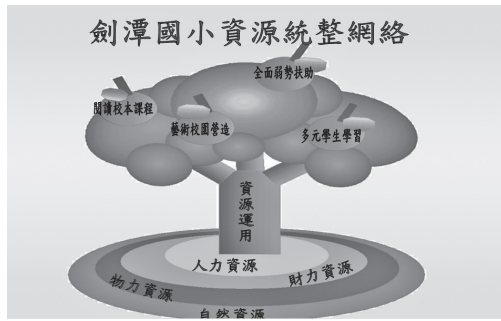 劍潭國小資源統整網絡
全面弱勢扶助
閱讀校本課程
藝術校園營造
多元學生學習
資源運用
人力資源
物力資源
財力資源
自然資源